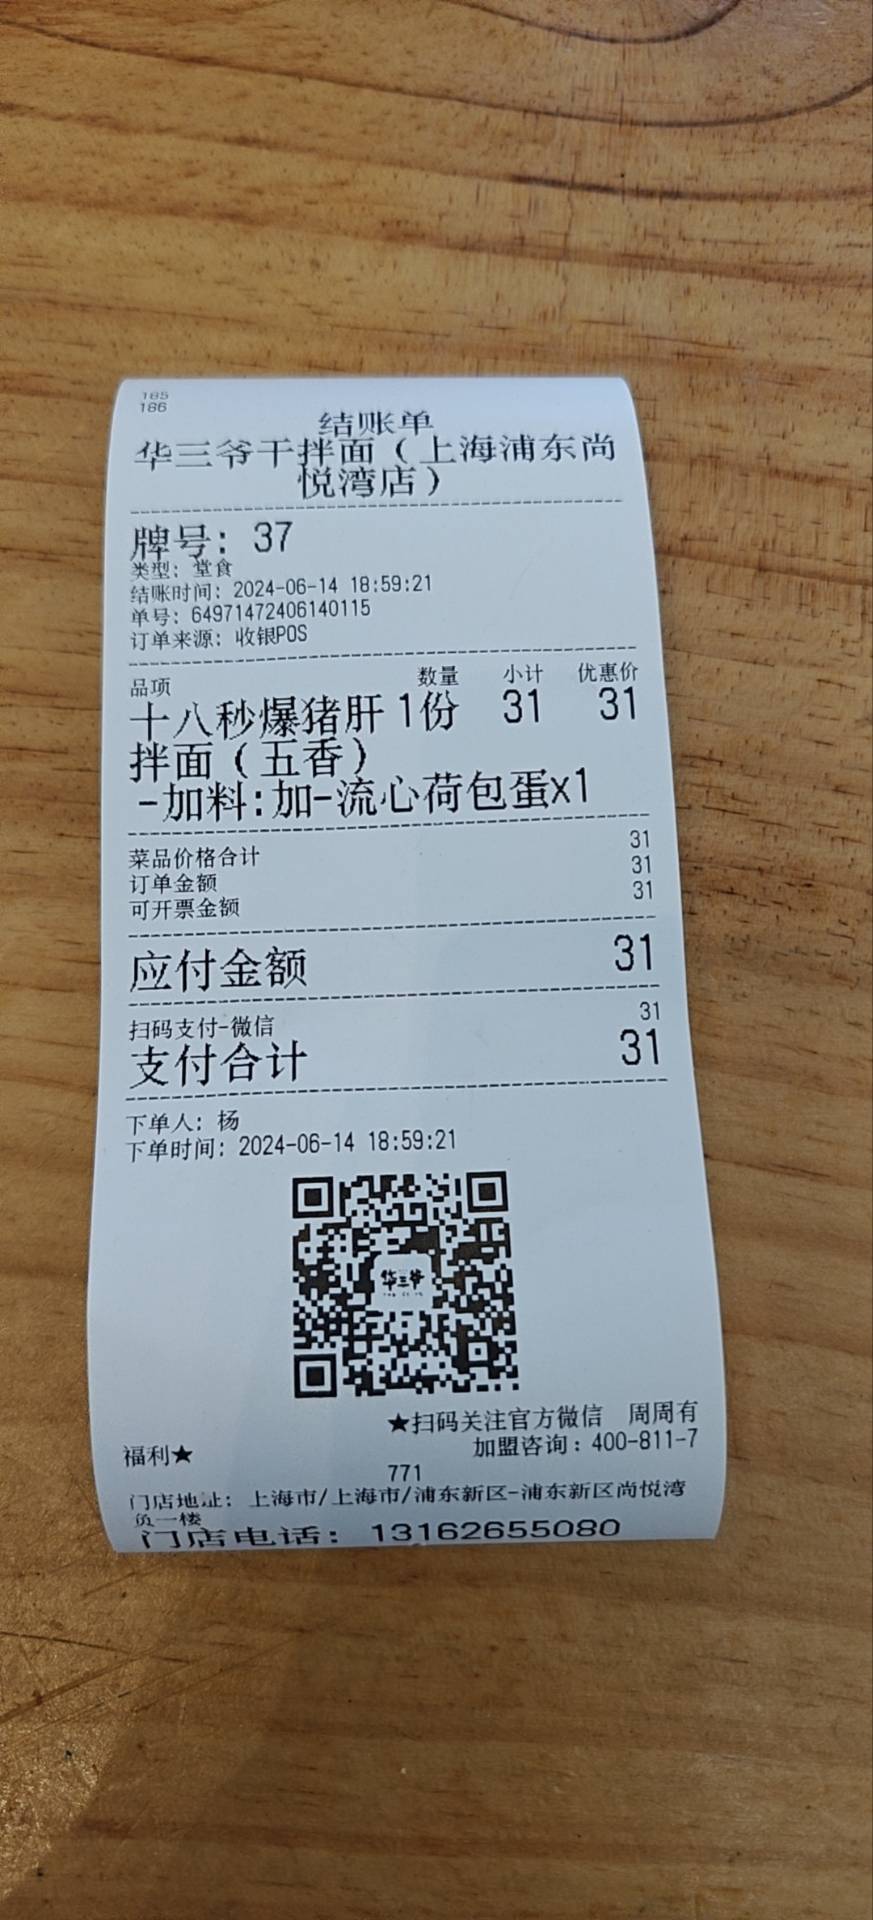 185
186
结账单
华三爷干拌面（上海浦东尚
悦湾店）
牌号: 37
类型: 堂食
结账时间: 2024-06-14 18:59:21
单号: 64971472406140115
订单来源: 收银POS
品项 数量 小计 优惠价
十八秒爆猪肝 1份 31 31
拌面（五香）
-加料:加-流心荷包蛋x1
菜品价格合计 31
订单金额 31
可开票金额 31
应付金额 31
扫码支付-微信 31
支付合计 31
下单人: 杨
下单时间: 2024-06-14 18:59:21
华三爷
★扫码关注官方微信 周周有
福利★ 加盟咨询: 400-811-7
771
门店地址: 上海市/上海市/浦东新区-浦东新区尚悦湾
负一楼
门店电话: 13162655080